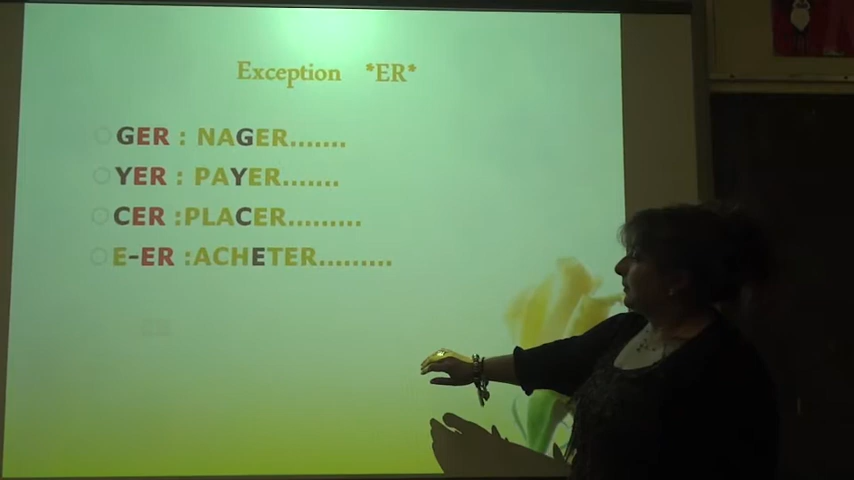 Exception *ER*
GER : NAGER.......
YER : PAYER.......
CER :PLACER.........
E-ER :ACHETER.........